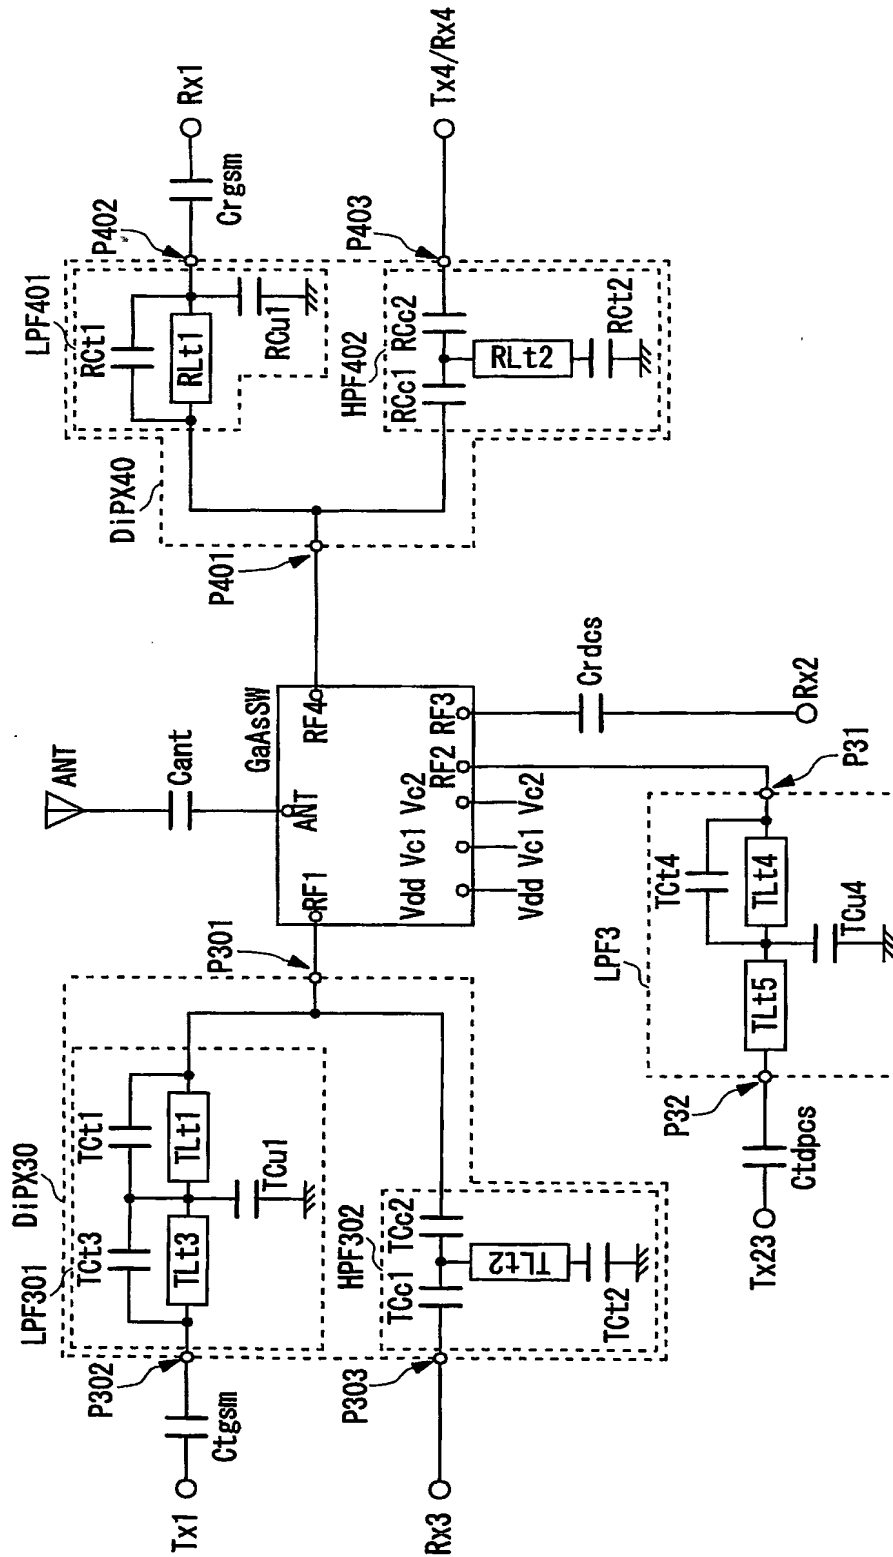 ANT
Cant
GaAsSW
ANT
RF1
RF4
Vdd
Vc1
Vc2
RF2
RF3
Vdd
Vc1
Vc2
DiPX30
LPF301
TCt3
TCt1
TLt3
TLt1
TCu1
P301
P302
Ctgsm
Tx1
HPF302
TCc1
TCc2
TLt2
TCt2
P303
Rx3
DiPX40
LPF401
RCt1
RLt1
RCu1
P401
P402
Crgsm
Rx1
HPF402
RCc1
RCc2
RLt2
RCt2
P403
Tx4/Rx4
LPF3
TCt4
TLt5
TLt4
TCu4
P31
P32
Ctdpcs
Tx23
Crdcs
Rx2